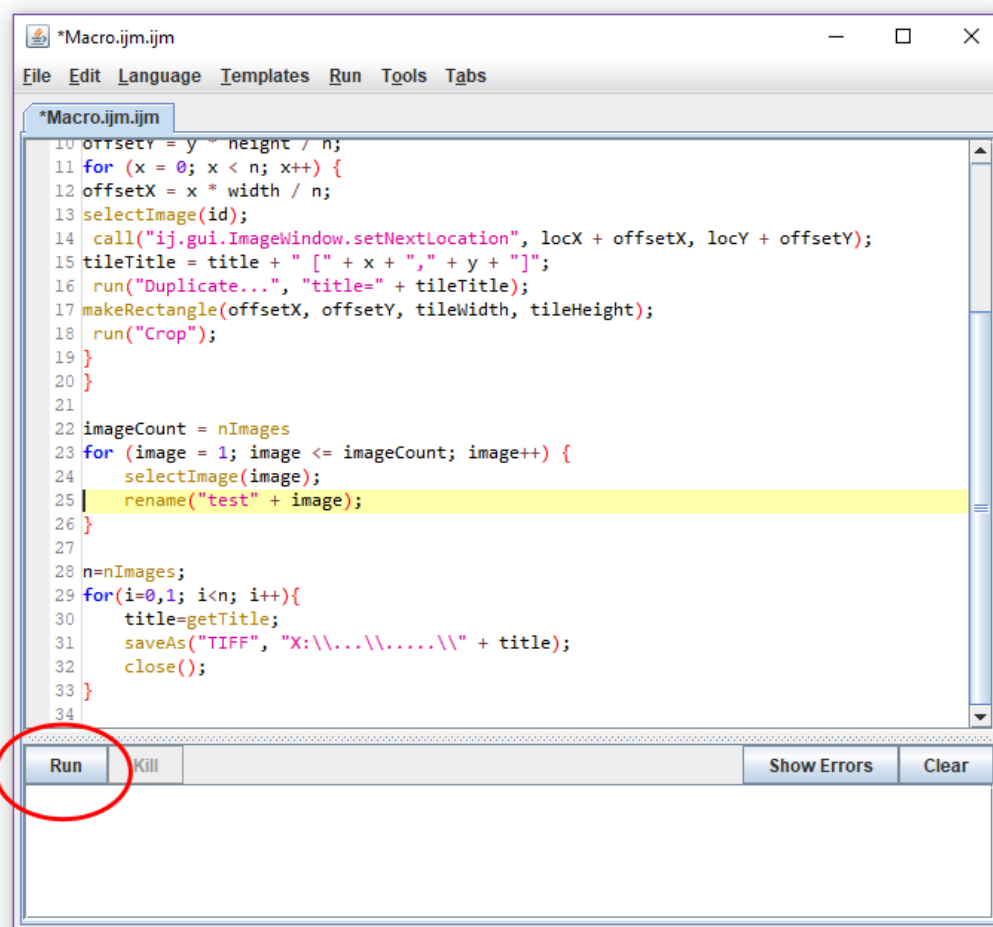 *Macro.ijm.ijm
File Edit Language Templates Run Tools Tabs
*Macro.ijm.ijm
10 offsetY = y * height / n;
11 for (x = 0; x < n; x++) {
12 offsetX = x * width / n;
13 selectImage(id);
14 call("ij.gui.ImageWindow.setNextLocation", locX + offsetX, locY + offsetY);
15 tileTitle = title + " [" + x + "," + y + "]";
16 run("Duplicate...", "title=" + tileTitle);
17 makeRectangle(offsetX, offsetY, tileWidth, tileHeight);
18 run("Crop");
19 }
20 }
21
22 imageCount = nImages
23 for (image = 1; image <= imageCount; image++) {
24 selectImage(image);
25 rename("test" + image);
26 }
27
28 n=nImages;
29 for(i=0,1; i<n; i++){
30 title=getTitle;
31 saveAs("TIFF", "X:\\...\\.....\\" + title);
32 close();
33 }
34
Run Kill Show Errors Clear